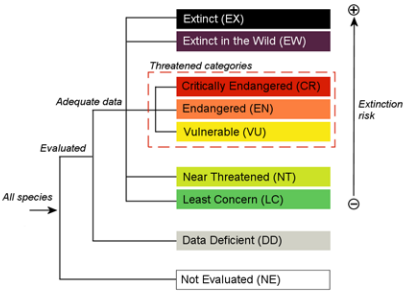 Extinct (EX)
Extinct in the Wild (EW)
Threatened categories
Critically Endangered (CR)
Adequate data
Endangered (EN)
Extinction
risk
Vulnerable (VU)
Evaluated
Near Threatened (NT)
All species
Least Concern (LC)
Data Deficient (DD)
Not Evaluated (NE)